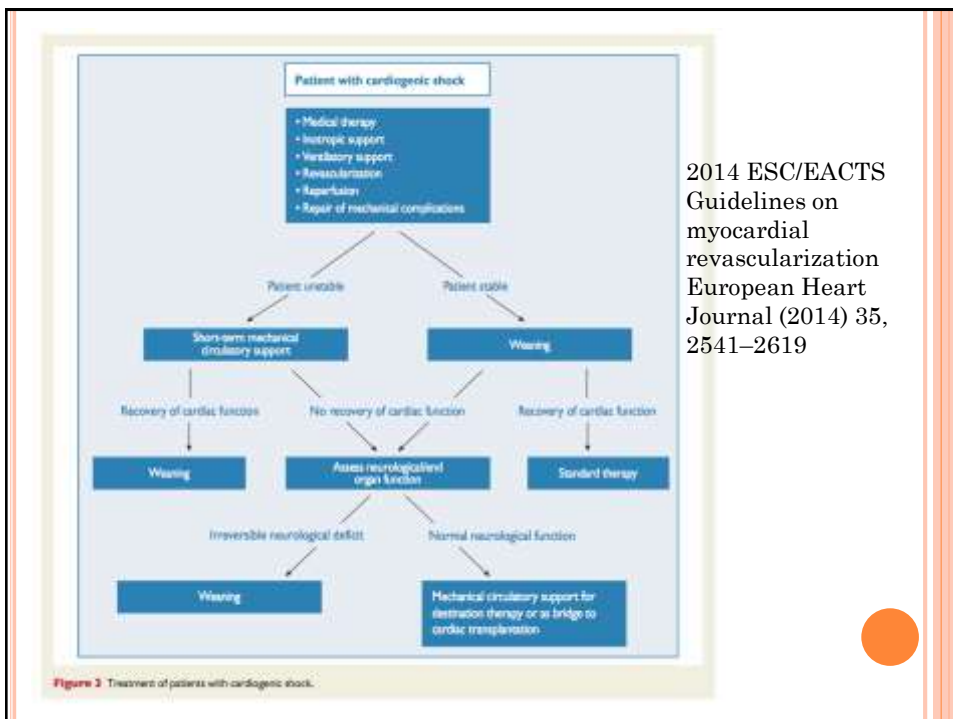 Patient with cardiogenic shock
• Medical therapy
• Inotropic support
• Ventilatory support
• Revascularization
• Reperfusion
• Repair of mechanical complications
Patient unstable
Patient stable
Short-term mechanical
circulatory support
Weaning
Recovery of cardiac function
No recovery of cardiac function
Recovery of cardiac function
Weaning
Assess neurological/end
organ function
Standard therapy
Irreversible neurological deficit
Normal neurological function
Weaning
Mechanical circulatory support for
destination therapy or as bridge to
cardiac transplantation
Figure 3 Treatment of patients with cardiogenic shock.
2014 ESC/EACTS
Guidelines on
myocardial
revascularization
European Heart
Journal (2014) 35,
2541–2619